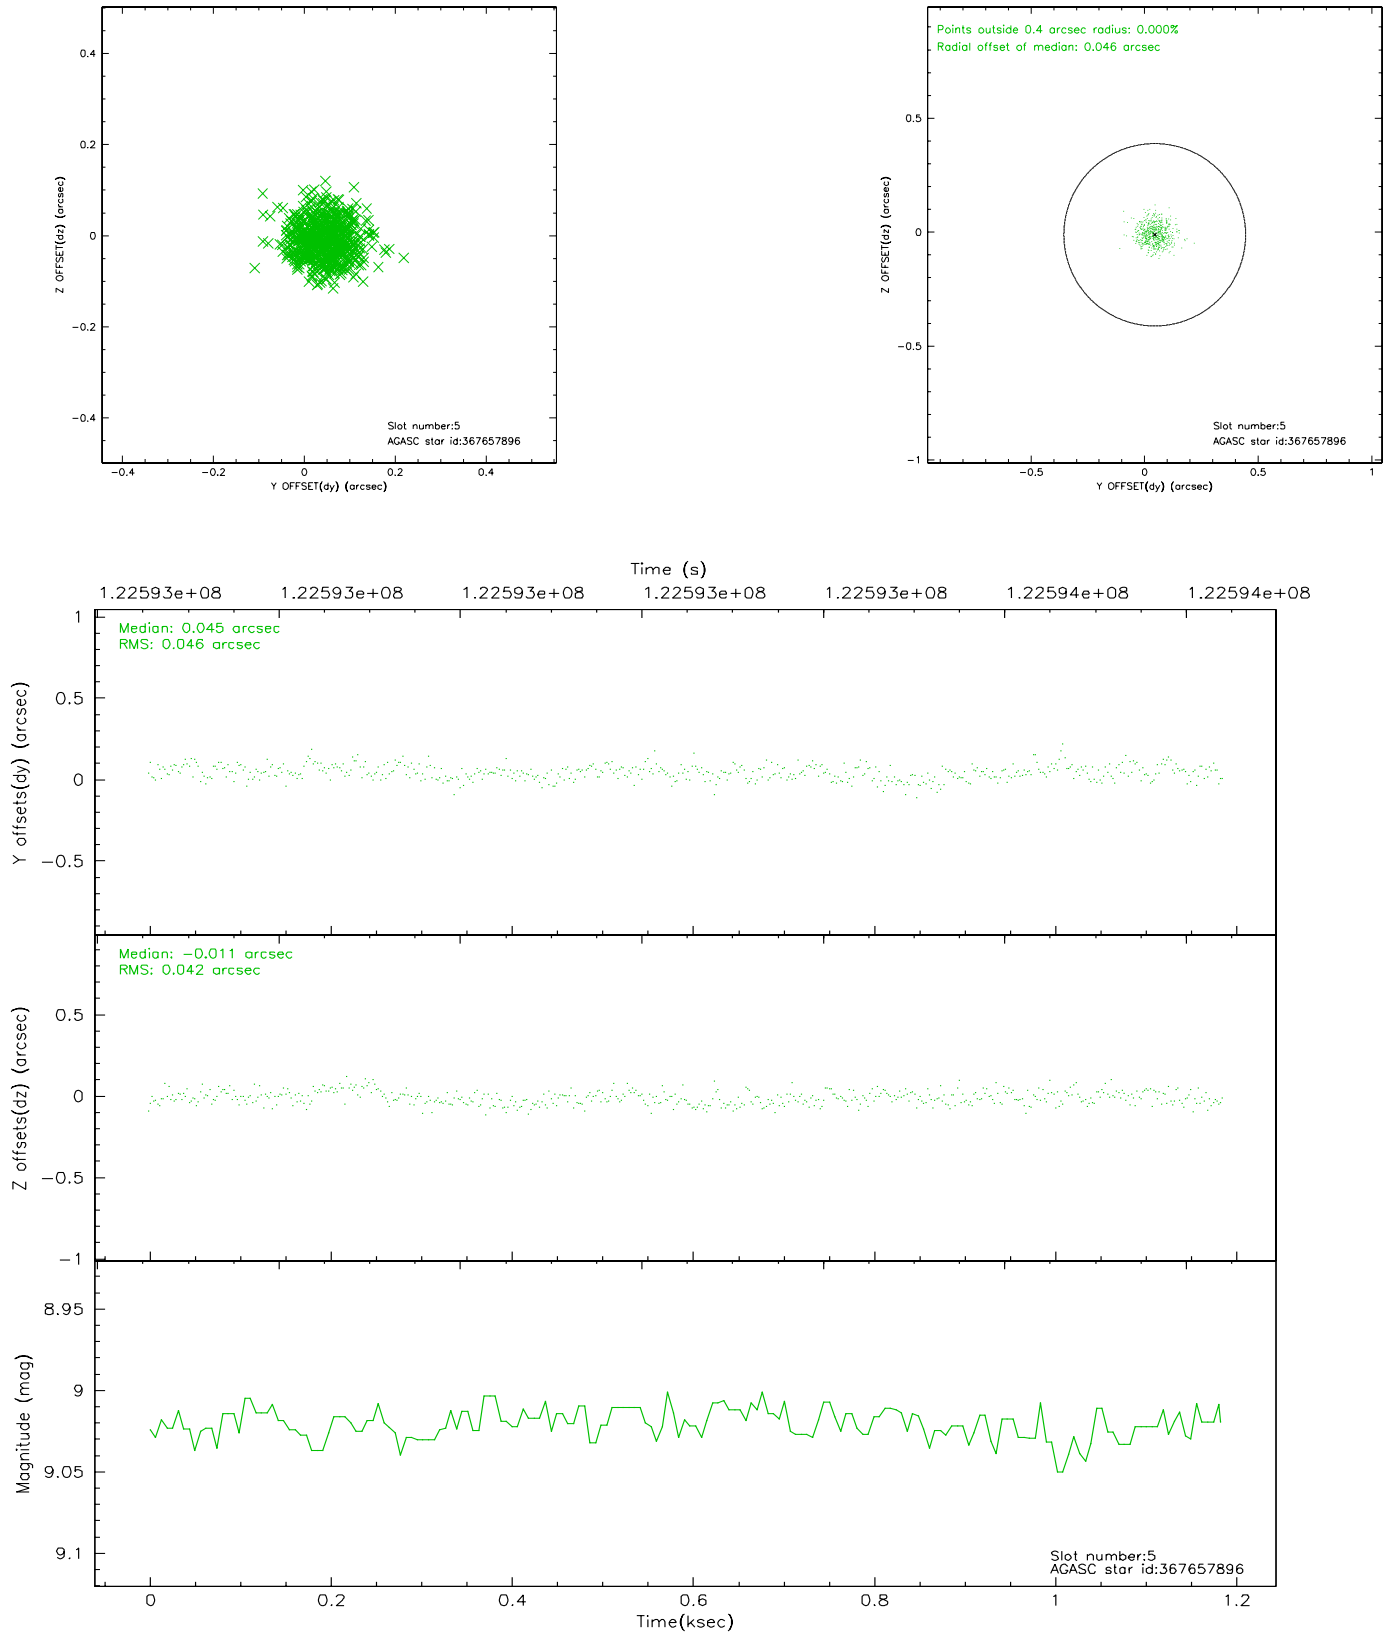 0.4
0.2
0
−0.2
−0.4
Z OFFSET(dz) (arcsec)
Slot number:5
AGASC star id:367657896
−0.4 −0.2 0 0.2 0.4
Y OFFSET(dy) (arcsec)
Points outside 0.4 arcsec radius: 0.000%
Radial offset of median: 0.046 arcsec
0.5
0
−0.5
−1
Z OFFSET(dz) (arcsec)
Slot number:5
AGASC star id:367657896
−0.5 0 0.5 1
Y OFFSET(dy) (arcsec)
Time (s)
1.22593e+08 1.22593e+08 1.22593e+08 1.22593e+08 1.22593e+08 1.22594e+08 1.22594e+08
Median: 0.045 arcsec
RMS: 0.046 arcsec
1
0.5
0
−0.5
Y offsets(dy) (arcsec)
Median: −0.011 arcsec
RMS: 0.042 arcsec
0.5
0
−0.5
−1
Z offsets(dz) (arcsec)
8.95
9
9.05
9.1
Magnitude (mag)
Slot number:5
AGASC star id:367657896
0 0.2 0.4 0.6 0.8 1 1.2
Time(ksec)